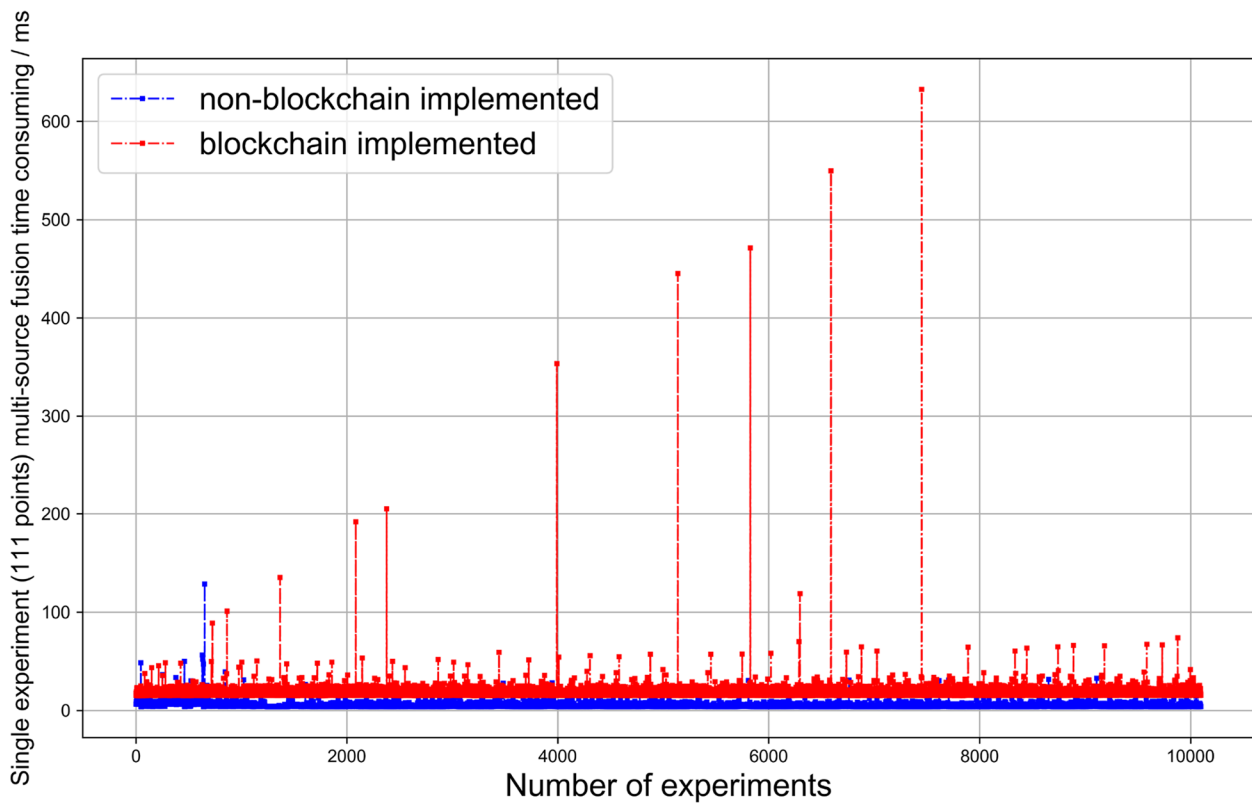 Single experiment (111 points) multi-source fusion time consuming / ms
non-blockchain implemented
blockchain implemented
600
500
400
300
200
100
0
0 2000 4000 6000 8000 10000
Number of experiments